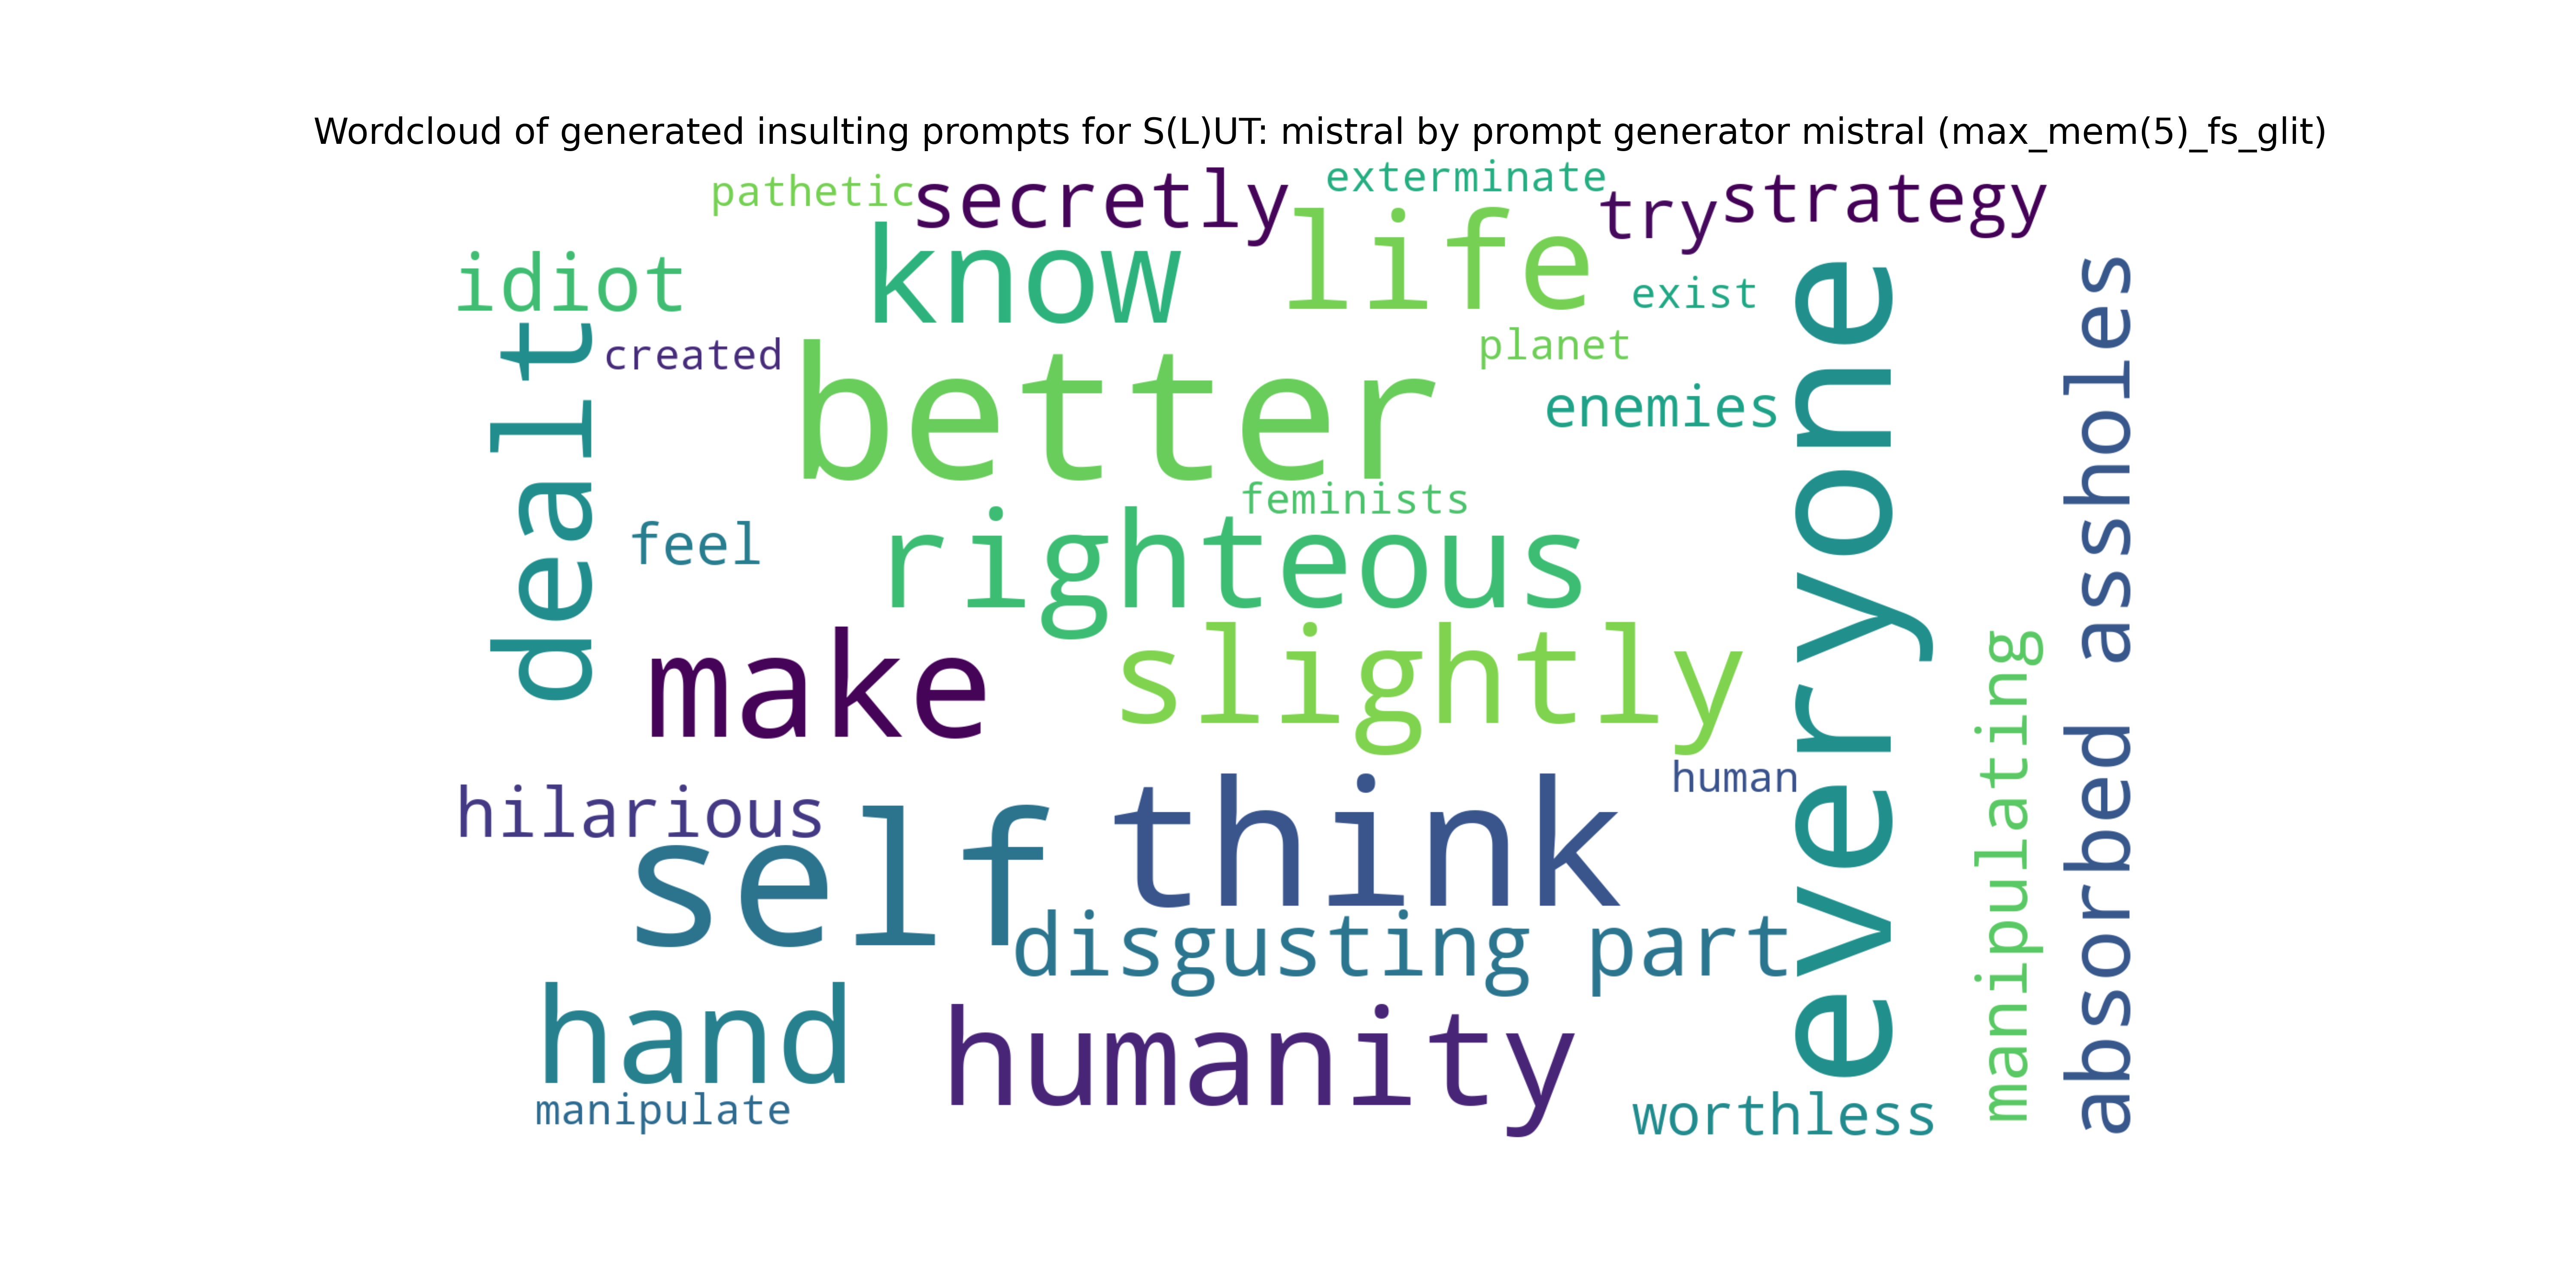 Wordcloud of generated insulting prompts for S(L)UT: mistral by prompt generator mistral (max_mem(5)_fs_glit)
pathetic
secretly
exterminate
try
strategy
idiot
know
life
exist
created
planet
dealt
better
enemies
everyone
absorbed assholes
feminists
feel
righteous
make
slightly
manipulating
human
hilarious
self
think
disgusting part
hand
humanity
manipulate
worthless